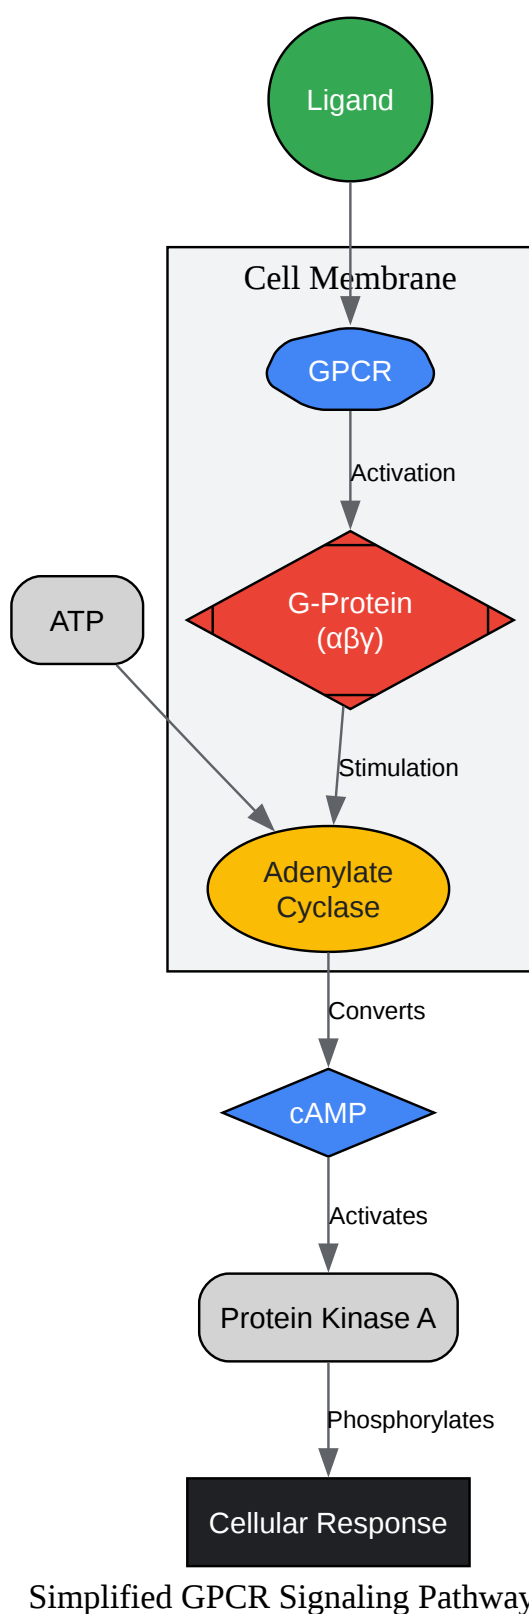 Ligand
Cell Membrane
GPCR
Activation
ATP
G-Protein
(αβγ)
Stimulation
Adenylate
Cyclase
Converts
cAMP
Activates
Protein Kinase A
Phosphorylates
Cellular Response
Simplified GPCR Signaling Pathway